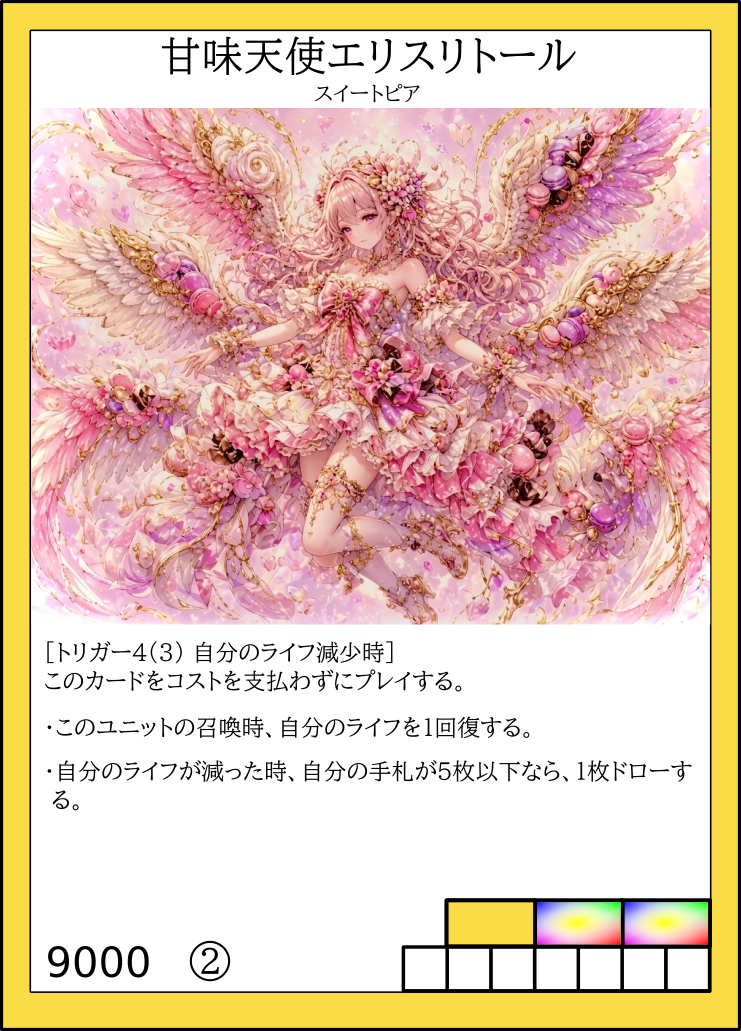 甘味天使エリスリトール
スイートピア
[トリガー4(3) 自分のライフ減少時]
このカードをコストを支払わずにプレイする。
・このユニットの召喚時、自分のライフを1回復する。
・自分のライフが減った時、自分の手札が5枚以下なら、1枚ドローす
る。
9000 ②